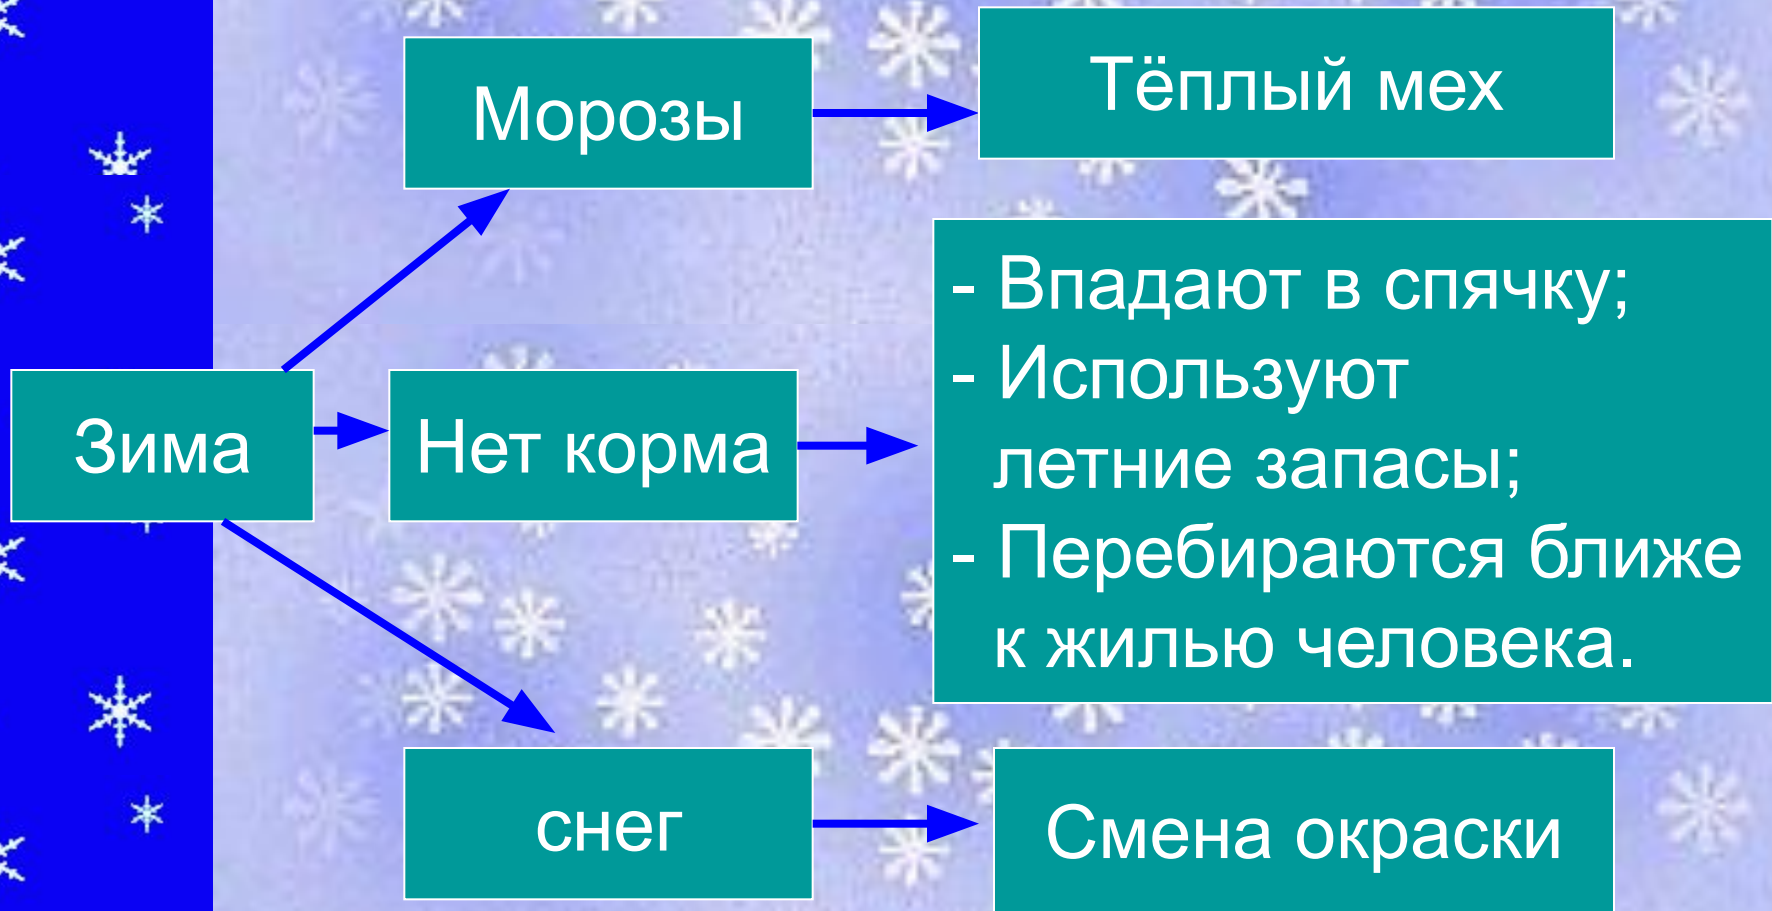 Морозы
Тёплый мех
Зима
Нет корма
- Впадают в спячку;
- Используют
летние запасы;
- Перебираются ближе
к жилью человека.
снег
Смена окраски